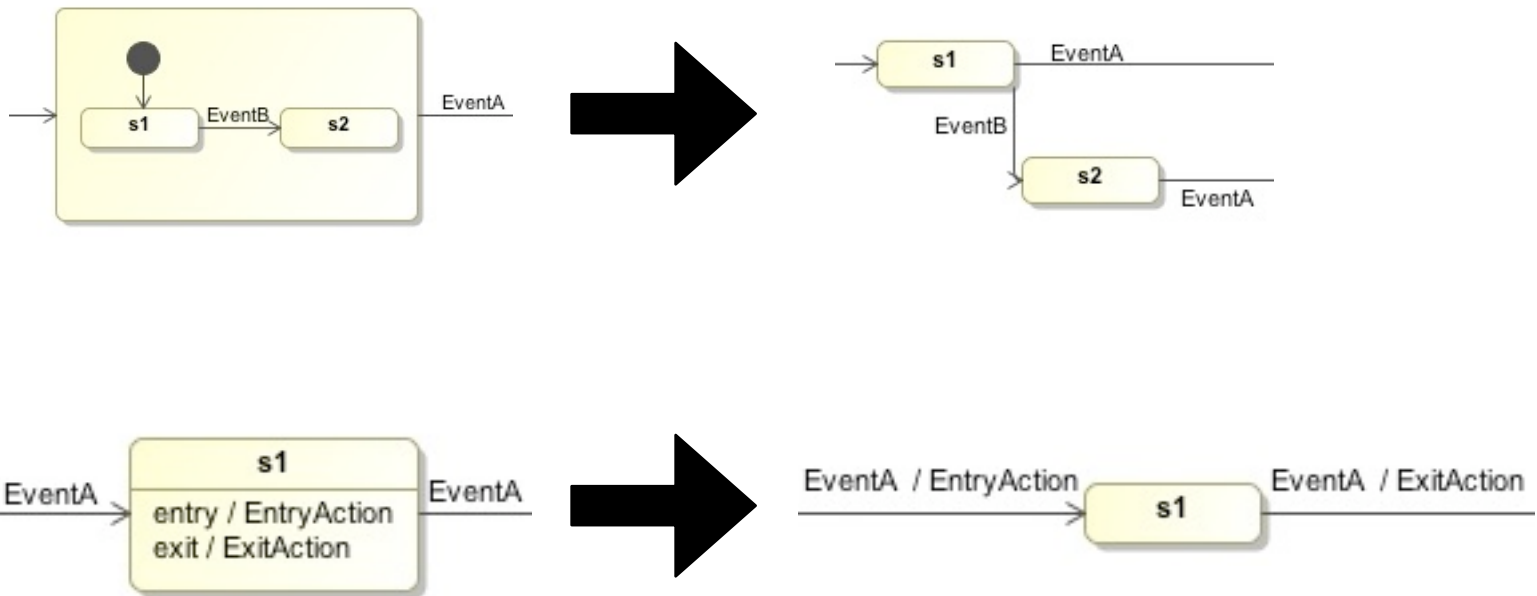 EventB
s1
s2
EventA
s1
EventA
EventB
s2
EventA
EventA
s1
entry / EntryAction
exit / ExitAction
EventA
EventA / EntryAction
s1
EventA / ExitAction